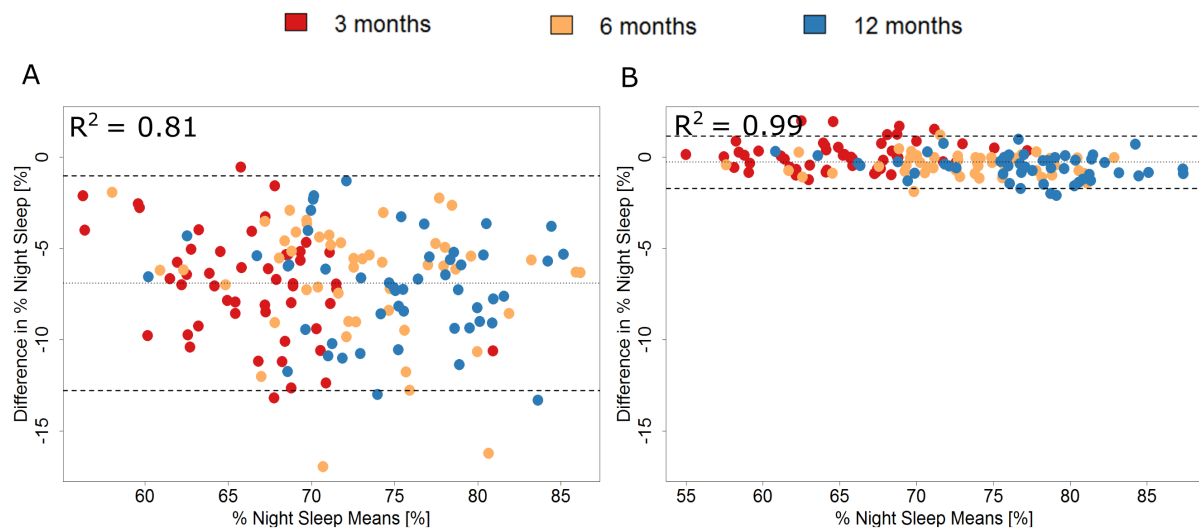 3 months
6 months
12 months
A
R² = 0.81
Difference in % Night Sleep [%]
0
-5
-10
-15
60 65 70 75 80 85
% Night Sleep Means [%]
B
R² = 0.99
Difference in % Night Sleep [%]
0
-5
-10
-15
55 60 65 70 75 80 85
% Night Sleep Means [%]